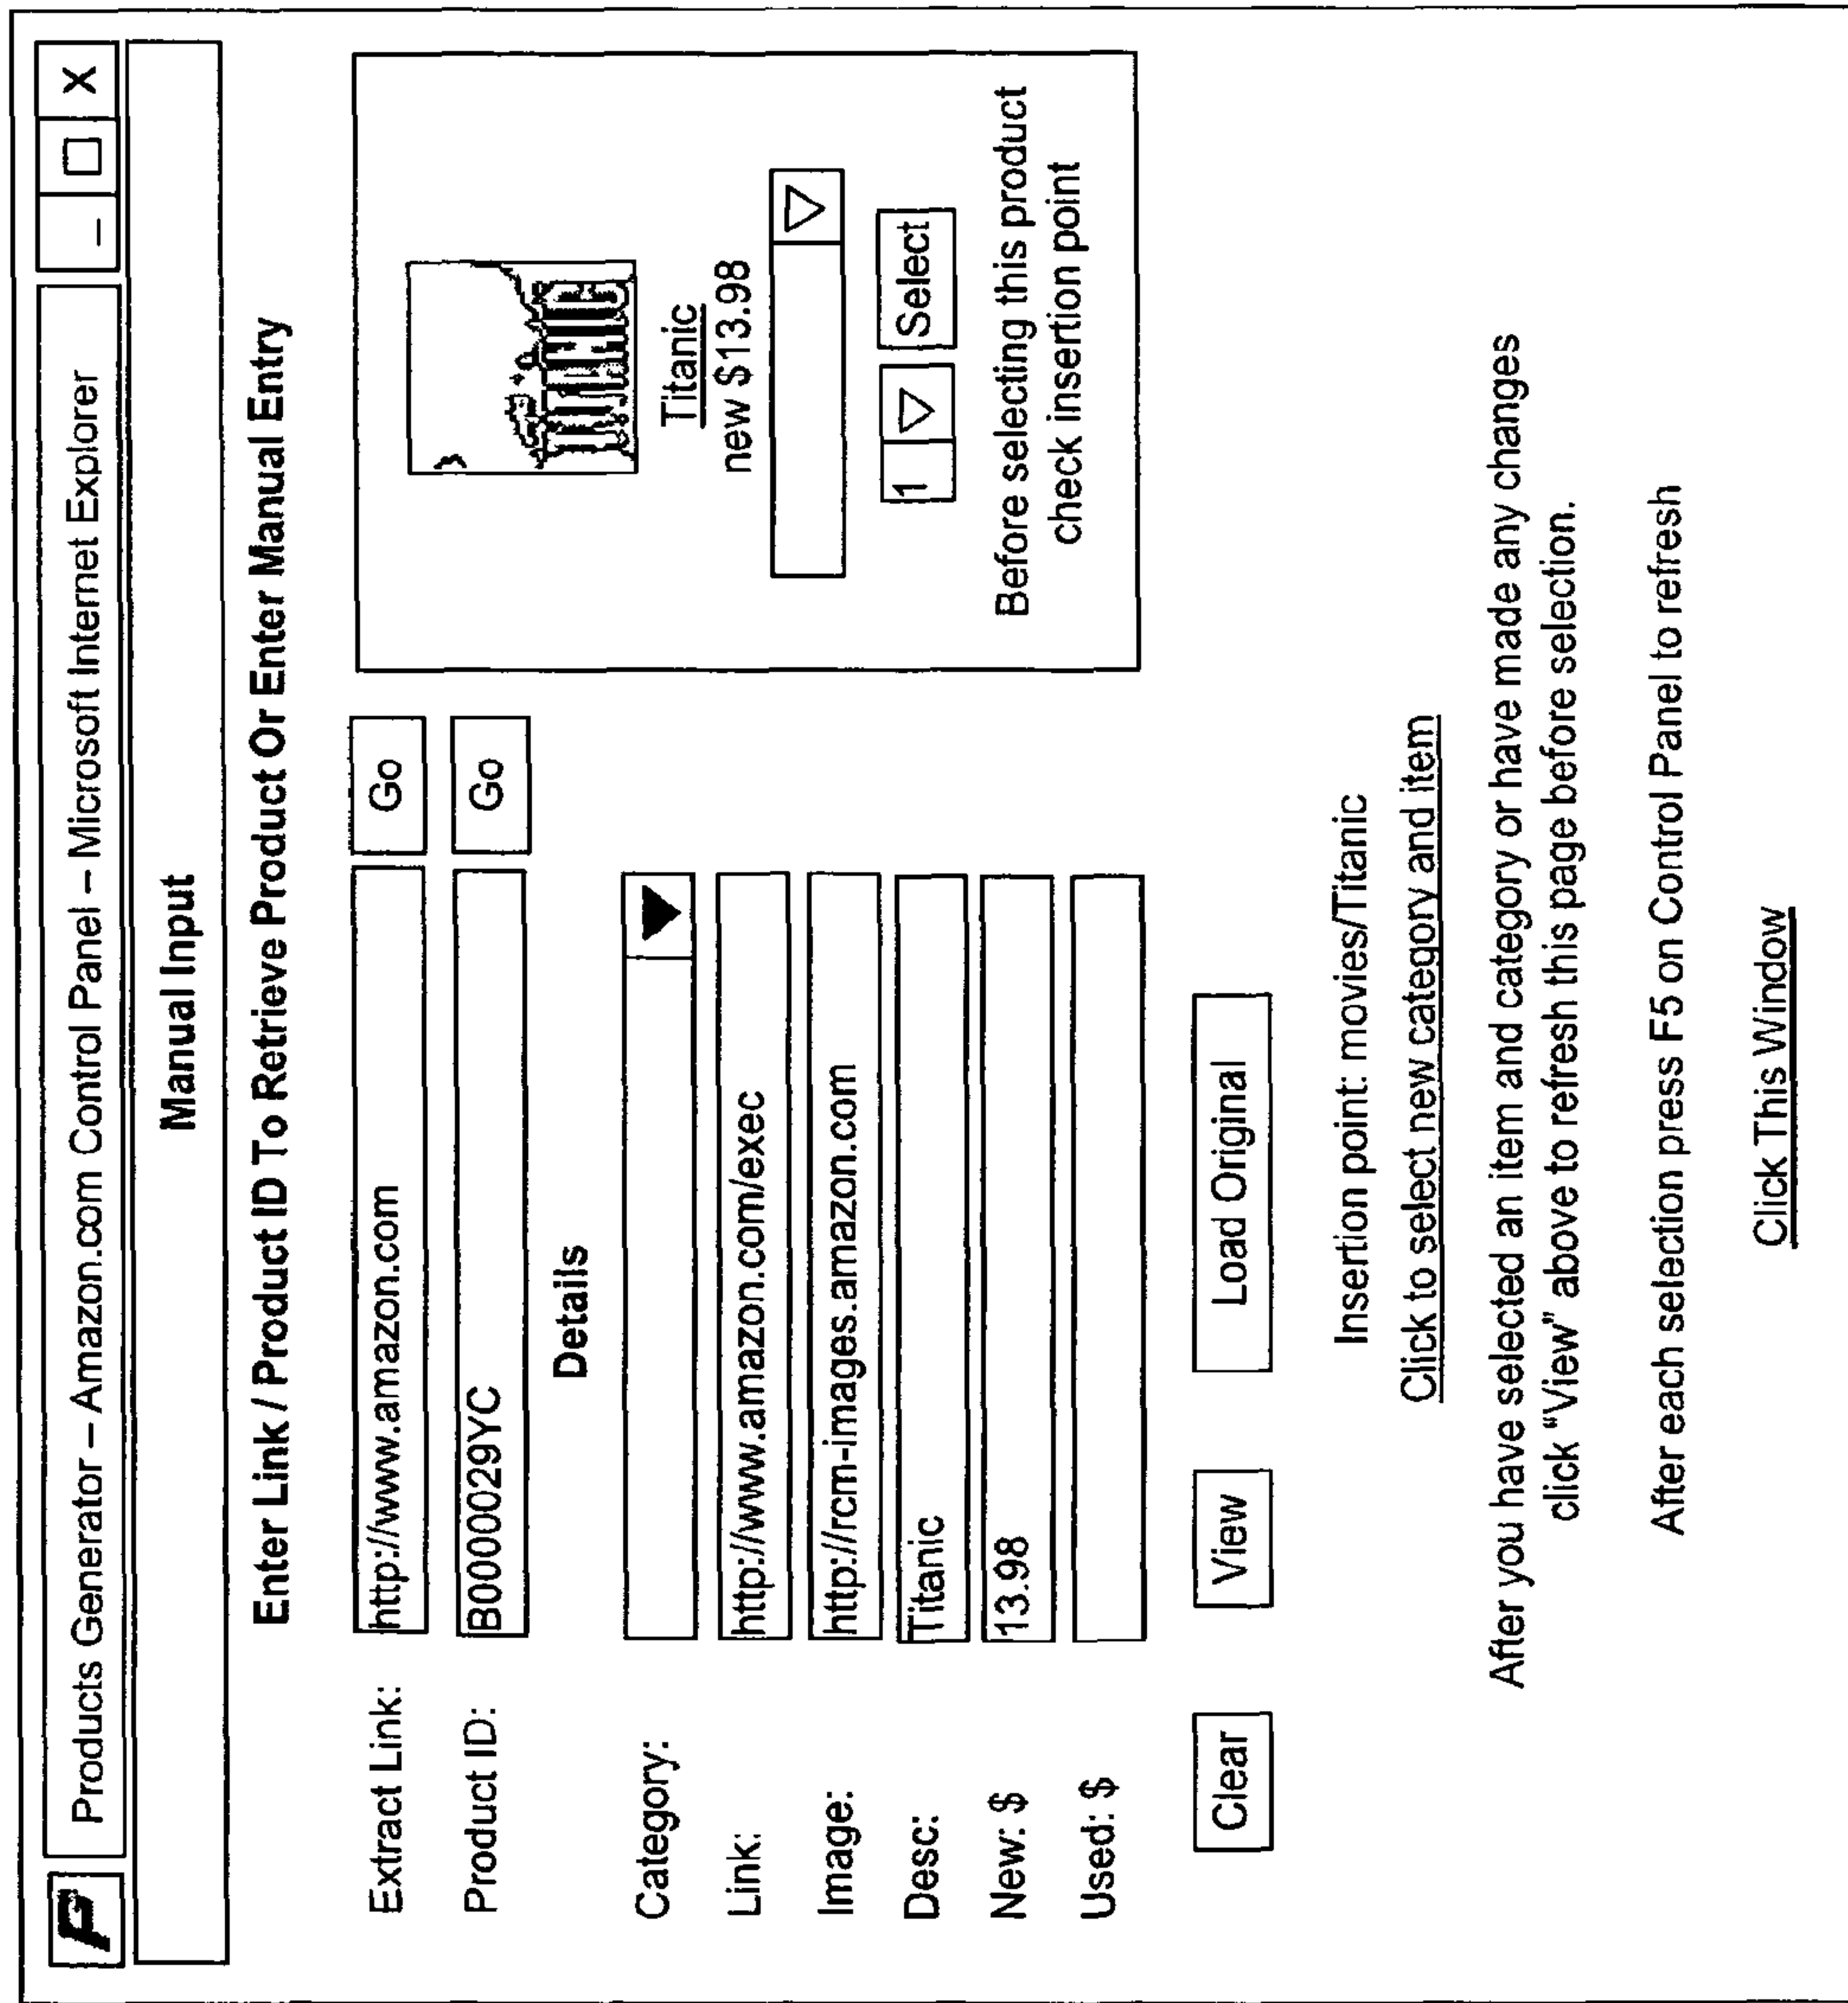 Products Generator – Amazon.com Control Panel – Microsoft Internet Explorer
_ X
Manual Input
Enter Link / Product ID To Retrieve Product Or Enter Manual Entry
Extract Link: http://www.amazon.com Go
Product ID: B0000029YC Go
Details
Category:
Link: http://www.amazon.com/exec
Image: http://rcm-images.amazon.com
Desc: Titanic
New: $ 13.98
Used: $
Clear View Load Original
TITANIC
Titanic
new $13.98
1 Select
Before selecting this product
check insertion point
Insertion point: movies/Titanic
Click to select new category and item
After you have selected an item and category or have made any changes
click “View” above to refresh this page before selection.
After each selection press F5 on Control Panel to refresh
Click This Window